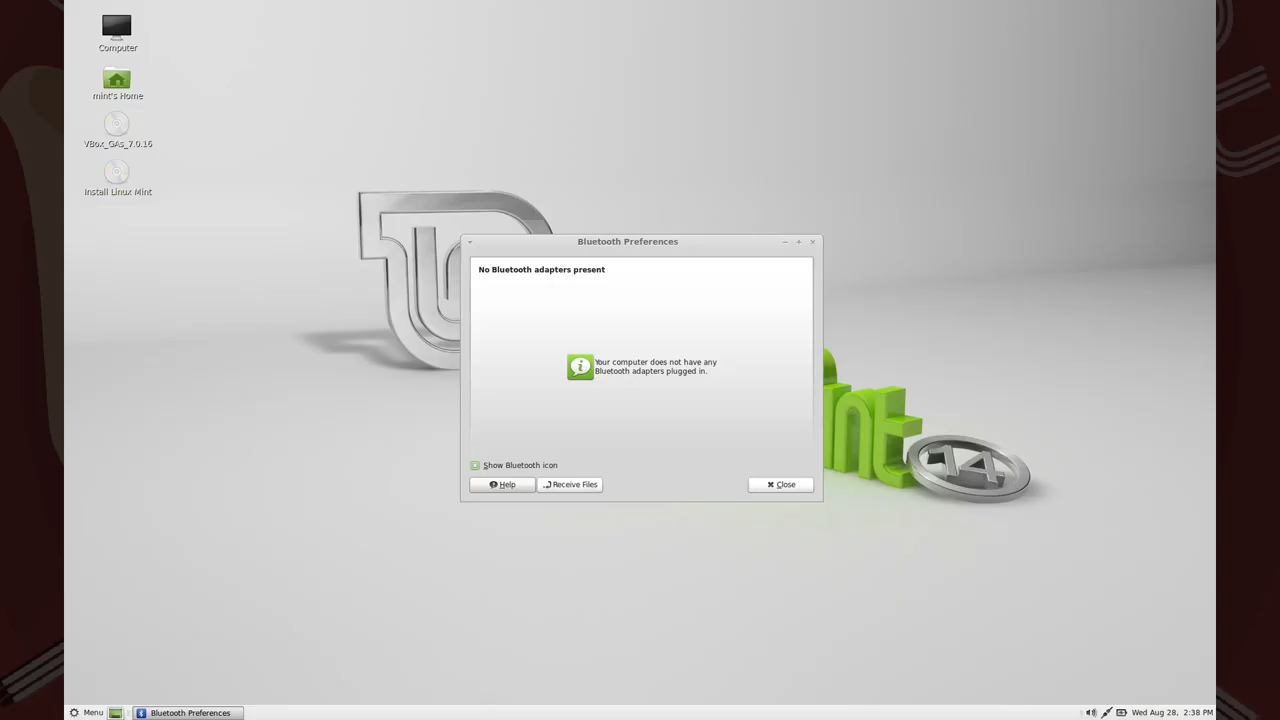 Computer
mint's Home
VBox_GAs_7.0.16
Install Linux Mint
Bluetooth Preferences
No Bluetooth adapters present
Your computer does not have any
Bluetooth adapters plugged in.
Show Bluetooth icon
Help
Receive Files
Close
nt
14
Menu
Bluetooth Preferences
Wed Aug 28, 2:38 PM